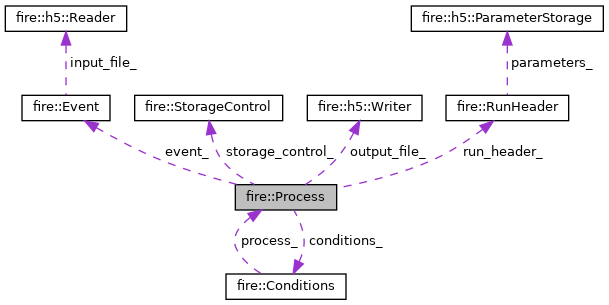 fire::h5::Reader
fire::h5::ParameterStorage
input_file_
parameters_
fire::Event
fire::StorageControl
fire::h5::Writer
fire::RunHeader
event_
storage_control_
output_file_
run_header_
fire::Process
process_
conditions_
fire::Conditions